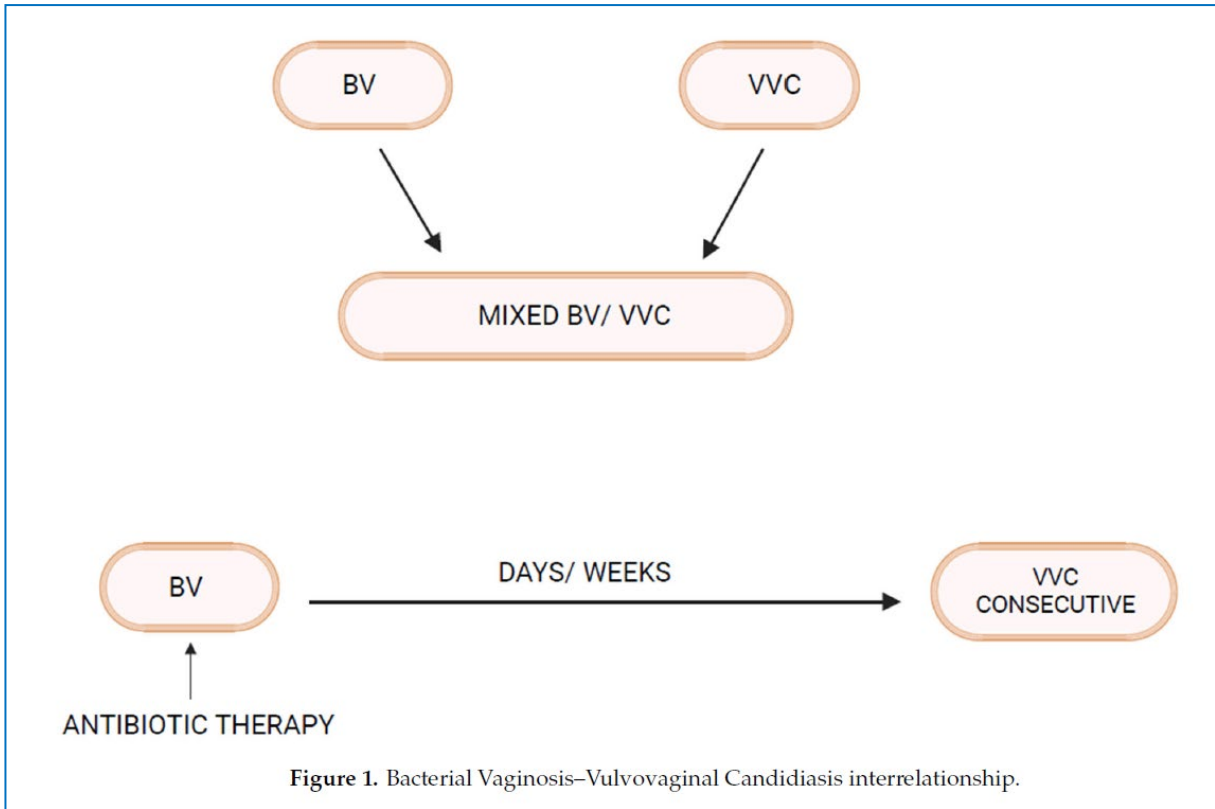 BV
VVC
MIXED BV/ VVC
BV
DAYS/ WEEKS
VVC
CONSECUTIVE
ANTIBIOTIC THERAPY
Figure 1. Bacterial Vaginosis–Vulvovaginal Candidiasis interrelationship.